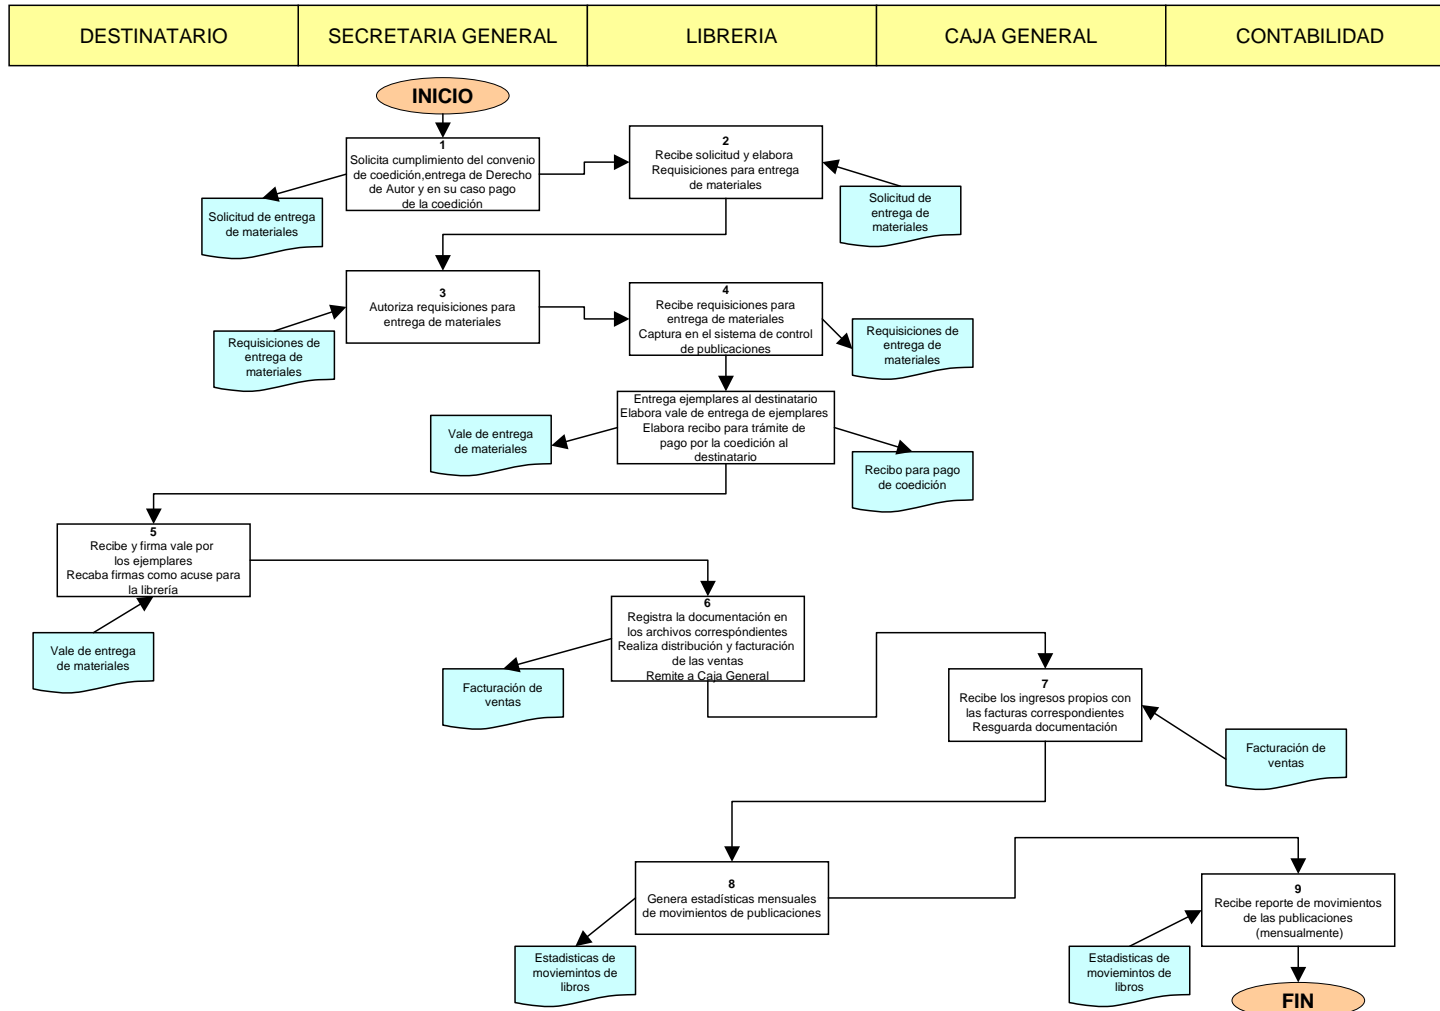 DESTINATARIO
SECRETARIA GENERAL
LIBRERIA
CAJA GENERAL
CONTABILIDAD
INICIO
1
Solicita cumplimiento del convenio
de coedición,entrega de Derecho
de Autor y en su caso pago
de la coedición
2
Recibe solicitud y elabora
Requisiciones para entrega
de materiales
Solicitud de entrega
de materiales
Solicitud de
entrega de
materiales
3
Autoriza requisiciones para
entrega de materiales
4
Recibe requisiciones para
entrega de materiales
Captura en el sistema de control
de publicaciones
Requisiciones de
entrega de
materiales
Requisiciones de
entrega de
materiales
Entrega ejemplares al destinatario
Elabora vale de entrega de ejemplares
Elabora recibo para trámite de
pago por la coedición al
destinatario
Vale de entrega
de materiales
Recibo para pago
de coedición
5
Recibe y firma vale por
los ejemplares
Recaba firmas como acuse para
la librería
Vale de entrega
de materiales
6
Registra la documentación en
los archivos correspóndientes
Realiza distribución y facturación
de las ventas
Remite a Caja General
Facturación de
ventas
7
Recibe los ingresos propios con
las facturas correspondientes
Resguarda documentación
Facturación de
ventas
8
Genera estadísticas mensuales
de movimientos de publicaciones
9
Recibe reporte de movimientos
de las publicaciones
(mensualmente)
Estadisticas de
moviemintos de
libros
Estadisticas de
moviemintos de
libros
FIN